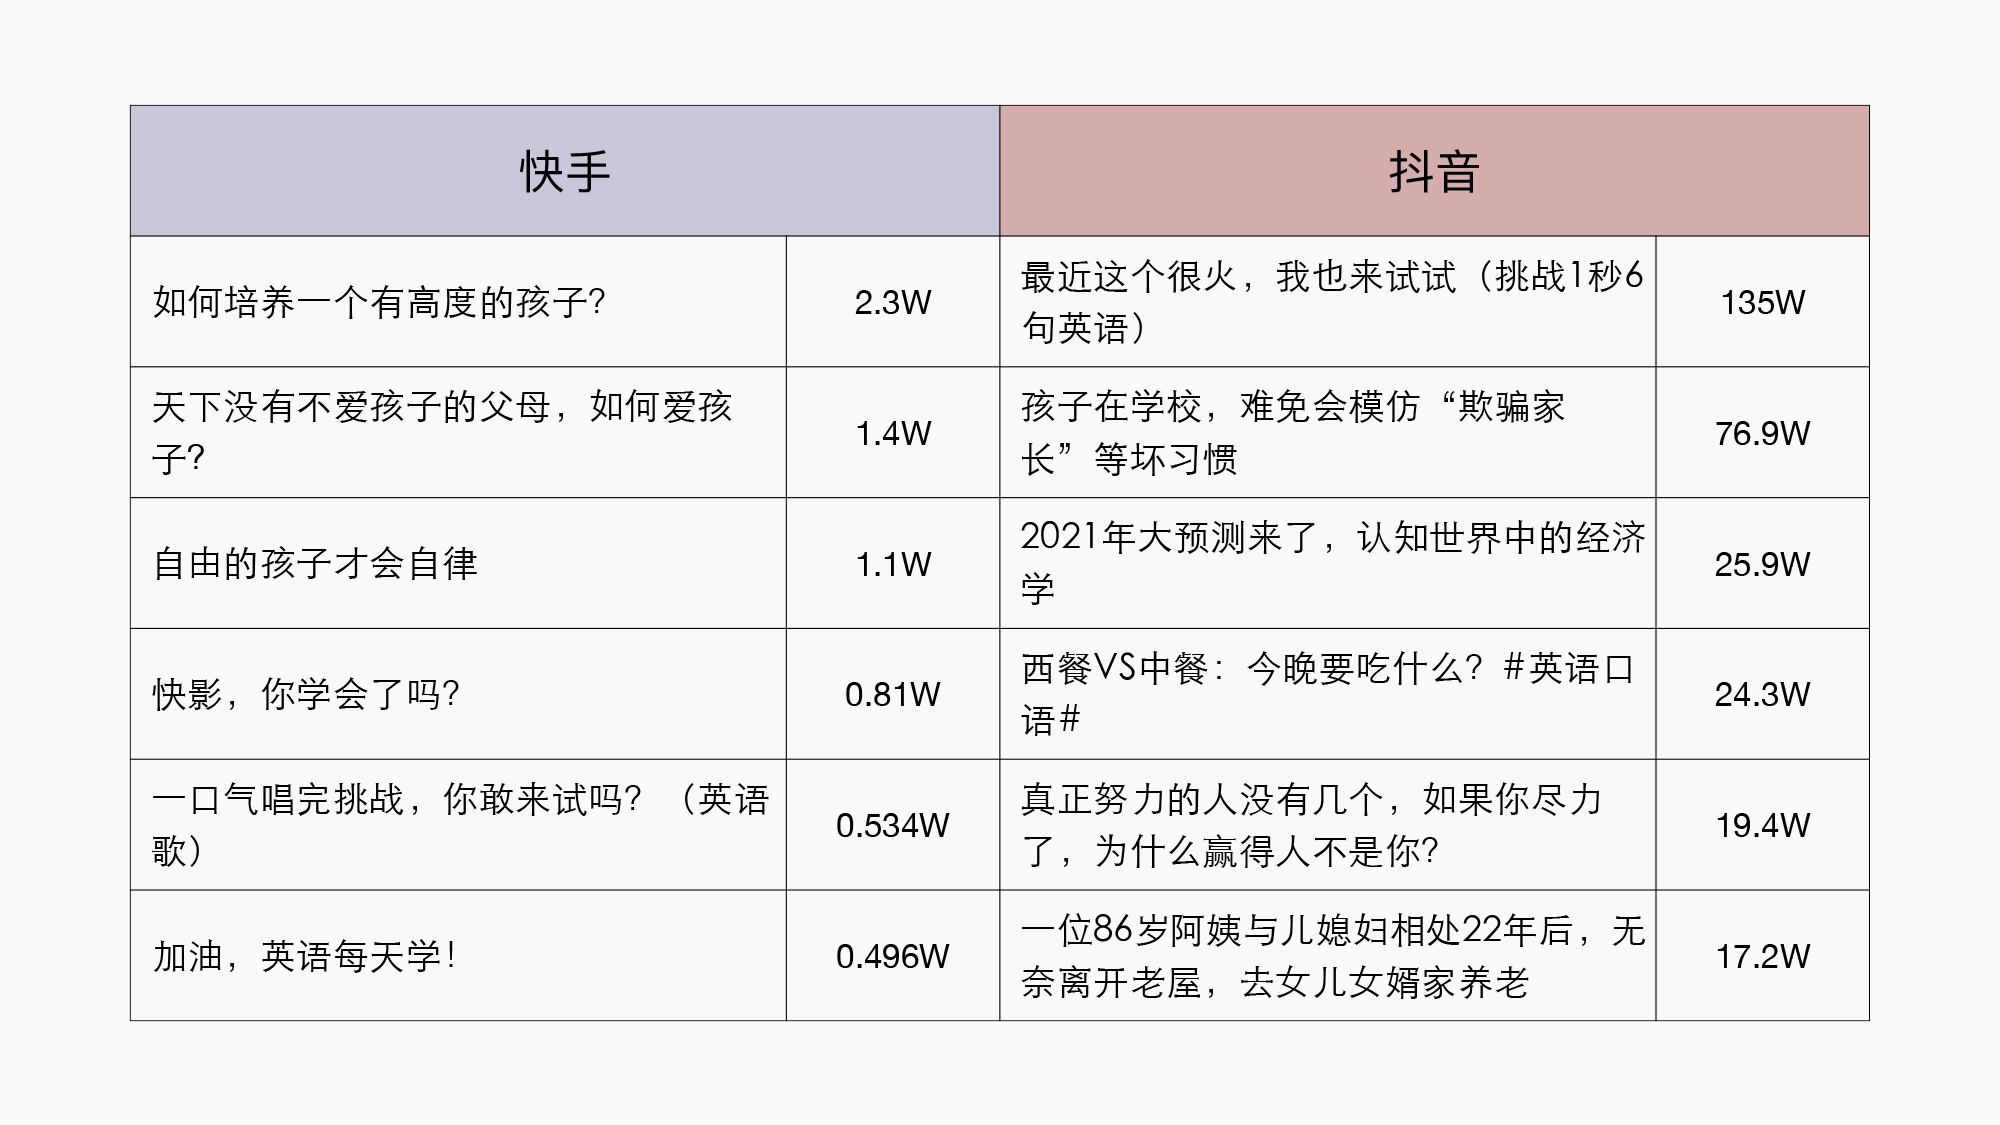 快手
抖音
如何培养一个有高度的孩子？
2.3W
最近这个很火，我也来试试（挑战1秒6
句英语）
135W
天下没有不爱孩子的父母，如何爱孩
子？
1.4W
孩子在学校，难免会模仿“欺骗家
长”等坏习惯
76.9W
自由的孩子才会自律
1.1W
2021年大预测来了，认知世界中的经济
学
25.9W
快影，你学会了吗？
0.81W
西餐VS中餐：今晚要吃什么？#英语口
语#
24.3W
一口气唱完挑战，你敢来试吗？（英语
歌）
0.534W
真正努力的人没有几个，如果你尽力
了，为什么赢得人不是你？
19.4W
加油，英语每天学！
0.496W
一位86岁阿姨与儿媳妇相处22年后，无
奈离开老屋，去女儿女婿家养老
17.2W